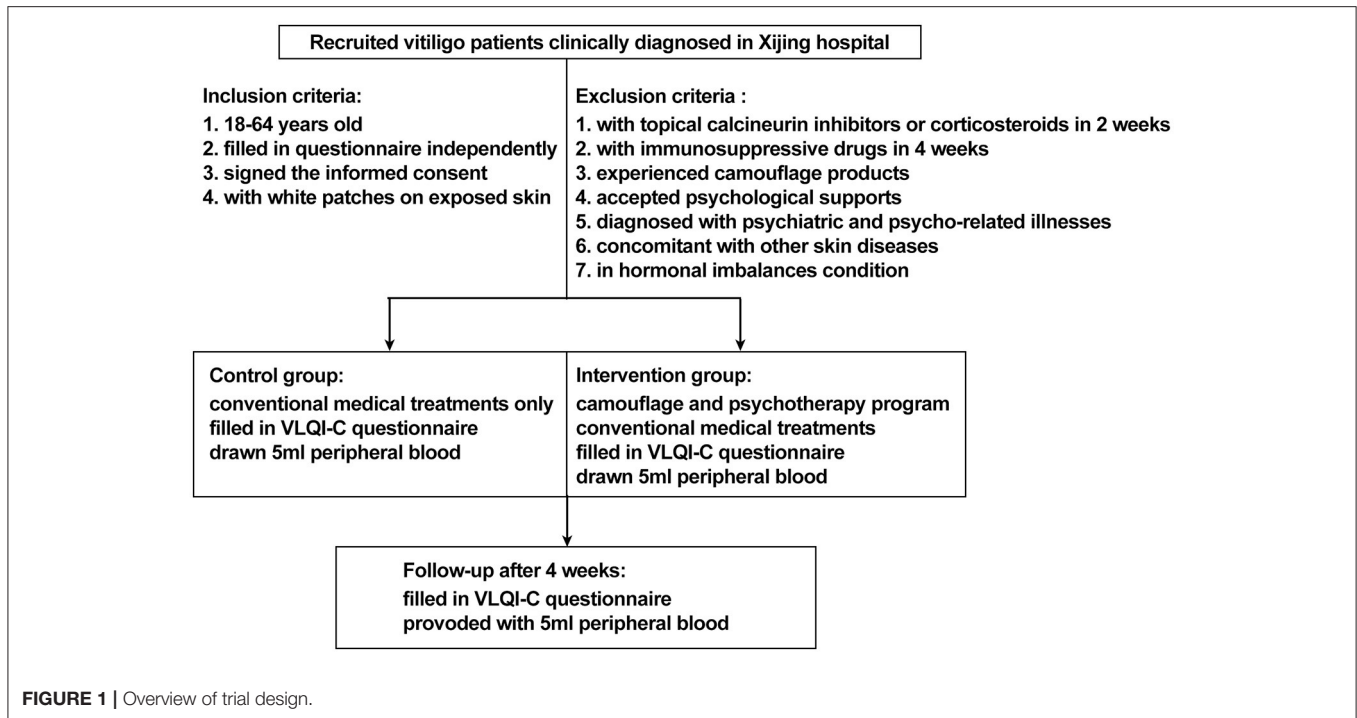 Recruited vitiligo patients clinically diagnosed in Xijing hospital
Inclusion criteria:
1. 18-64 years old
2. filled in questionnaire independently
3. signed the informed consent
4. with white patches on exposed skin
Exclusion criteria :
1. with topical calcineurin inhibitors or corticosteroids in 2 weeks
2. with immunosuppressive drugs in 4 weeks
3. experienced camouflage products
4. accepted psychological supports
5. diagnosed with psychiatric and psycho-related illnesses
6. concomitant with other skin diseases
7. in hormonal imbalances condition
Control group:
conventional medical treatments only
filled in VLQI-C questionnaire
drawn 5ml peripheral blood
Intervention group:
camouflage and psychotherapy program
conventional medical treatments
filled in VLQI-C questionnaire
drawn 5ml peripheral blood
Follow-up after 4 weeks:
filled in VLQI-C questionnaire
provoded with 5ml peripheral blood
FIGURE 1 | Overview of trial design.